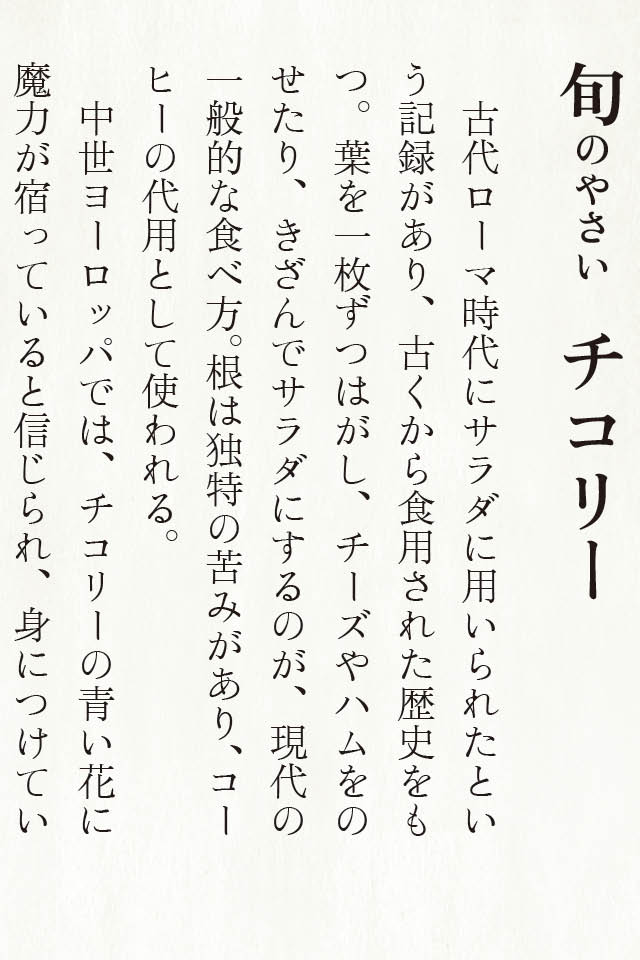 旬のやさい　チコリー
　古代ローマ時代にサラダに用いられたとい
う記録があり、古くから食用された歴史をも
つ。葉を一枚ずつはがし、チーズやハムをの
せたり、きざんでサラダにするのが、現代の
一般的な食べ方。根は独特の苦みがあり、コー
ヒーの代用として使われる。
　中世ヨーロッパでは、チコリーの青い花に
魔力が宿っていると信じられ、身につけてい